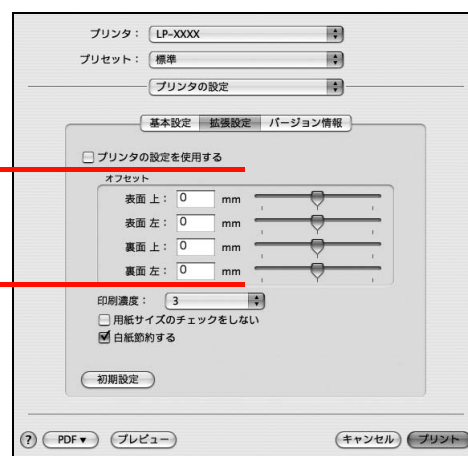 プリンタ： LP-XXXX
プリセット： 標準
プリンタの設定
基本設定 拡張設定 バージョン情報
プリンタの設定を使用する
オフセット
表面 上： 0 mm
表面 左： 0 mm
裏面 上： 0 mm
裏面 左： 0 mm
印刷濃度： 3
用紙サイズのチェックをしない
白紙節約する
初期設定
? PDF▼ プレビュー キャンセル プリント